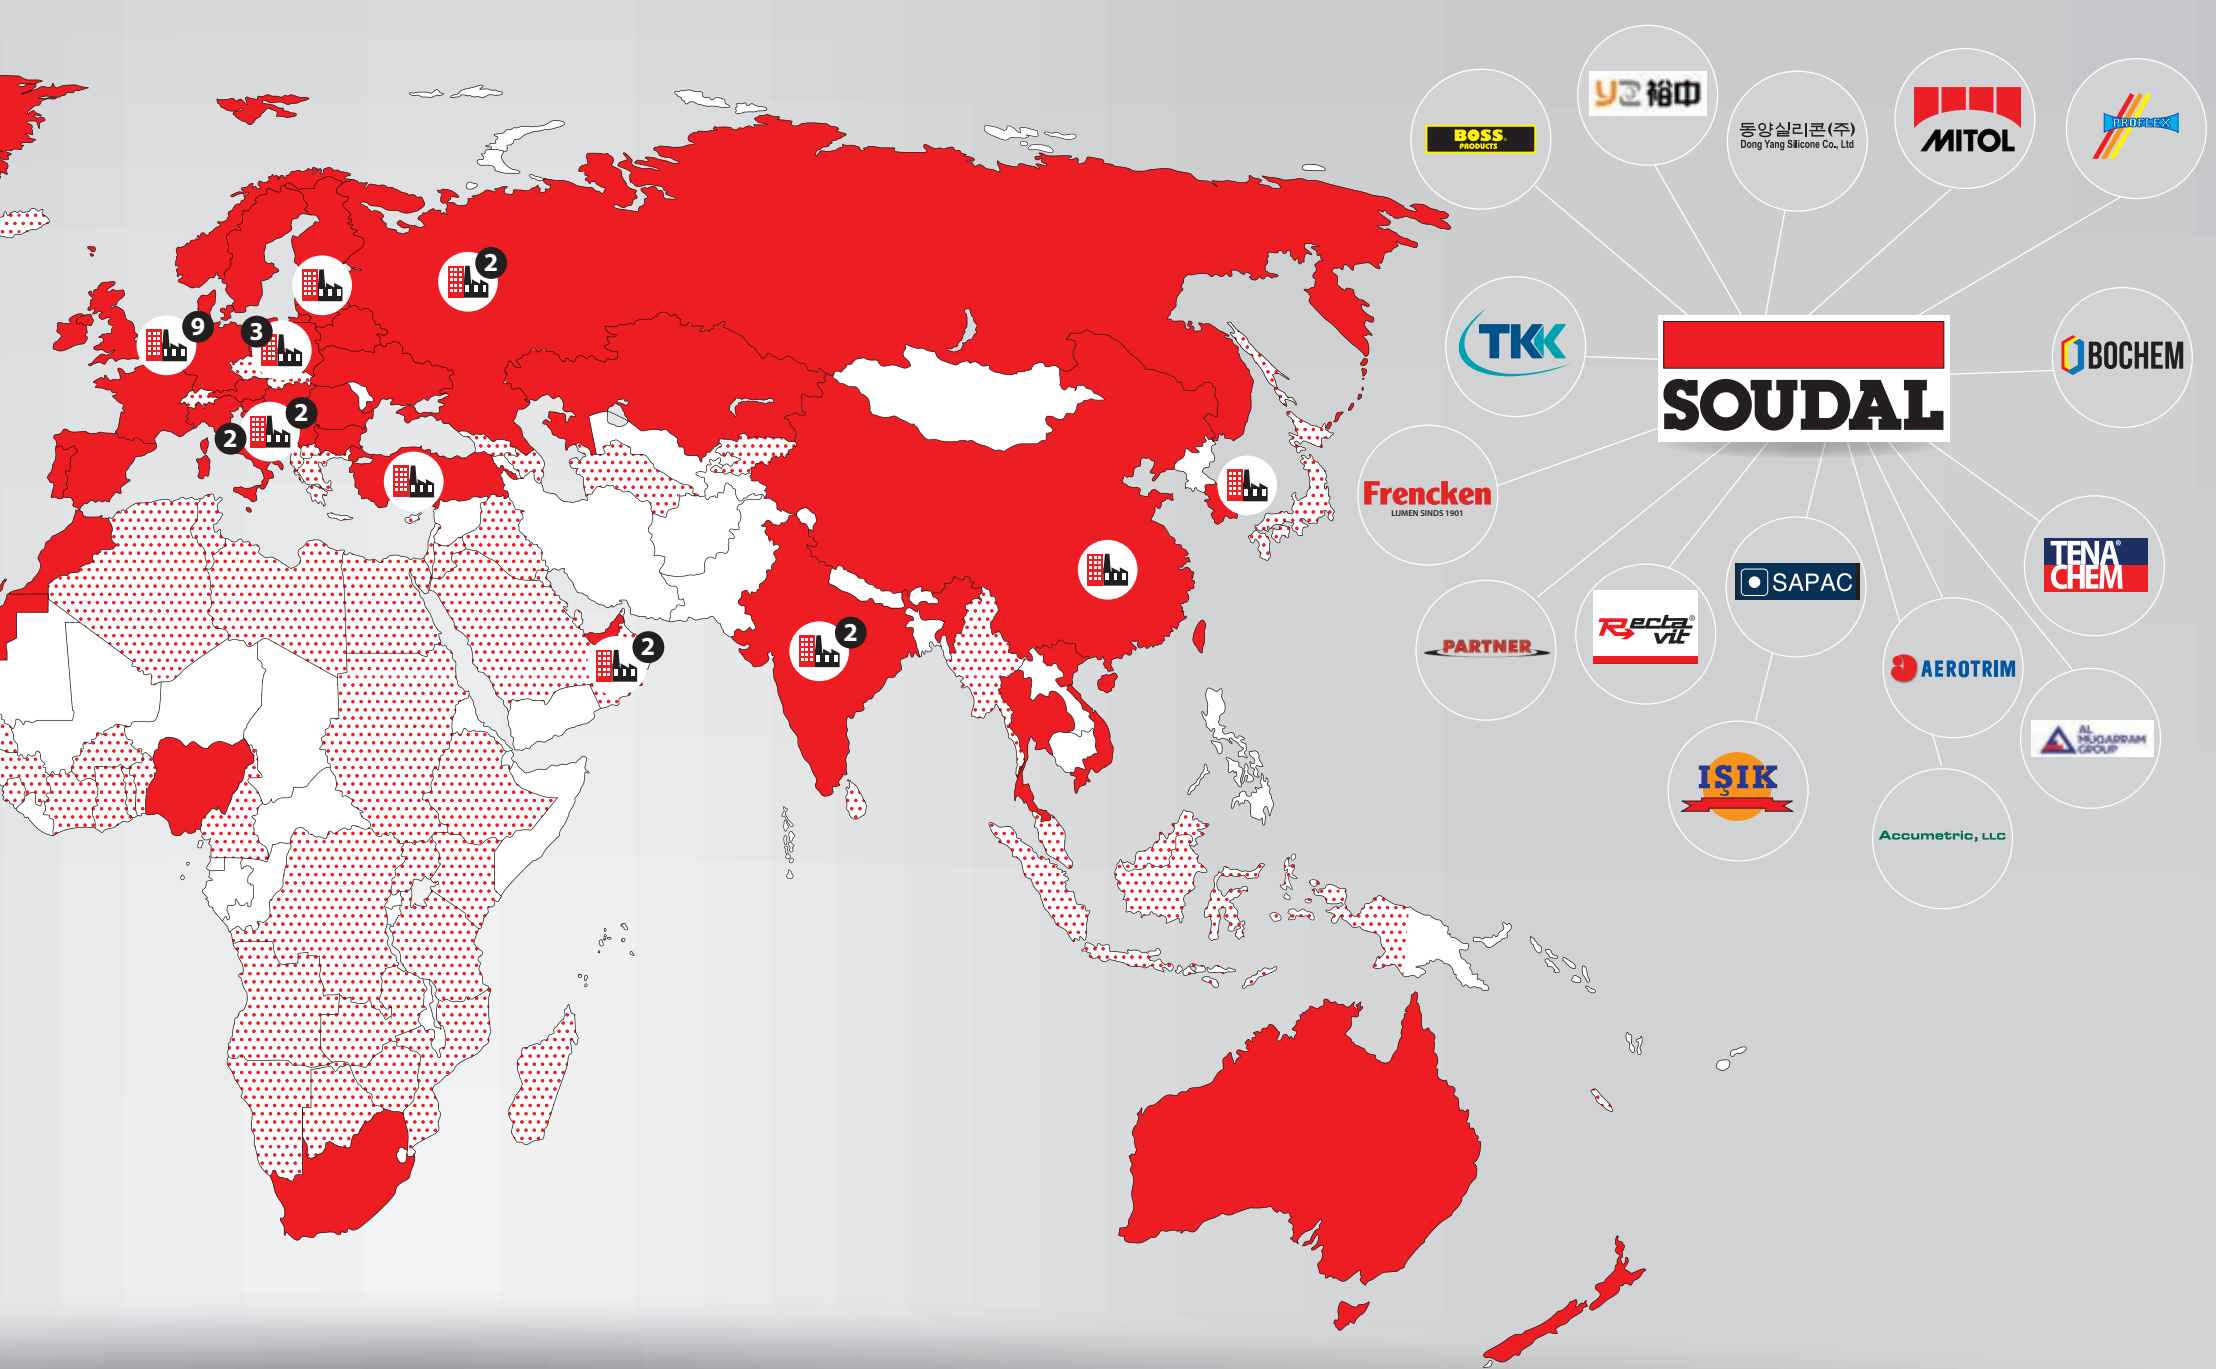 2
9
3
2
2
2
2
BOSS®
PRODUCTS
裕中
동양실리콘(주)
Dong Yang Silicone Co., Ltd
MITOL
PROFLEX
TKK
SOUDAL
BOCHEM
Frencken
LIJMEN SINDS 1901
PARTNER
Recta®
vit
SAPAC
TENA®
CHEM
AEROTRIM
AL
MUQARRAM
GROUP
IŞIK
Accumetric, LLC